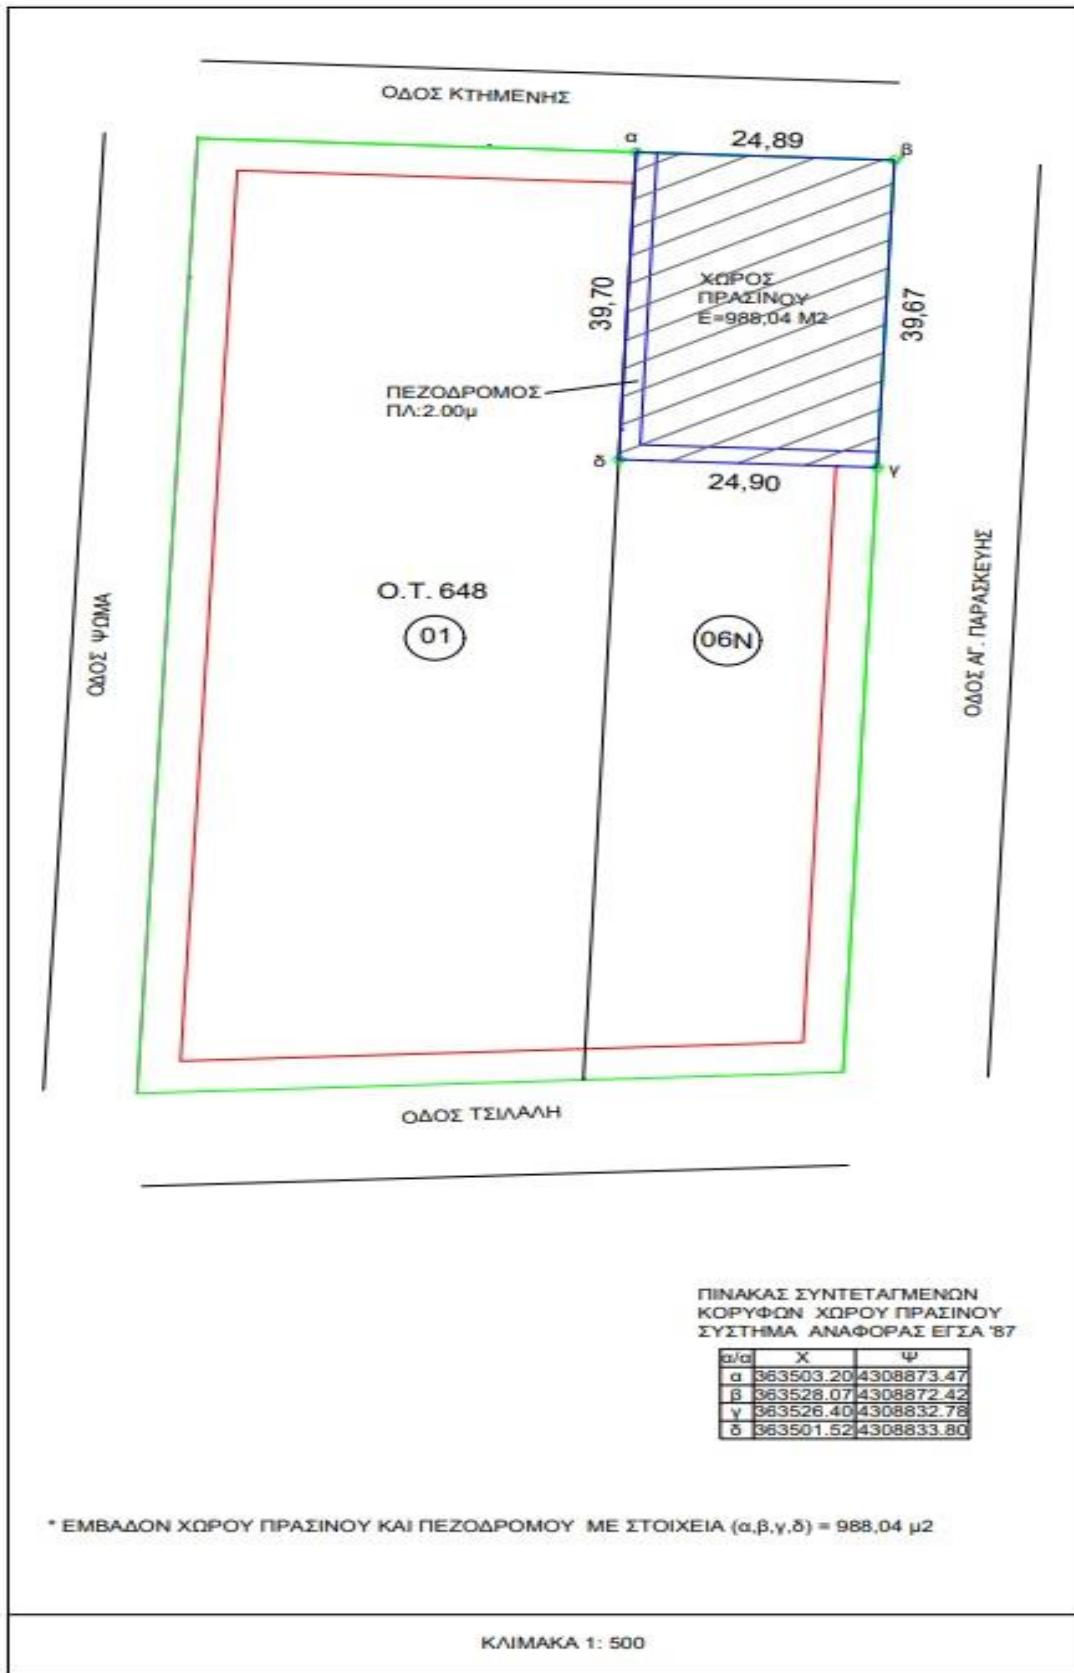 ΟΔΟΣ ΚΤΗΜΕΝΗΣ
α
24,89
β
ΧΩΡΟΣ
ΠΡΑΣΙΝΟΥ
Ε=988,04 Μ2
39,70
39,67
ΠΕΖΟΔΡΟΜΟΣ
ΠΛ:2.00μ
δ
γ
24,90
Ο.Τ. 648
01
06Ν
ΟΔΟΣ ΨΩΜΑ
ΟΔΟΣ ΑΓ. ΠΑΡΑΣΚΕΥΗΣ
ΟΔΟΣ ΤΣΙΛΑΛΗ
ΠΙΝΑΚΑΣ ΣΥΝΤΕΤΑΓΜΕΝΩΝ
ΚΟΡΥΦΩΝ ΧΩΡΟΥ ΠΡΑΣΙΝΟΥ
ΣΥΣΤΗΜΑ ΑΝΑΦΟΡΑΣ ΕΓΣΑ '87
α/α Χ Ψ
α 363503.20 4308873.47
β 363528.07 4308872.42
γ 363526.40 4308832.78
δ 363501.52 4308833.80
* ΕΜΒΑΔΟΝ ΧΩΡΟΥ ΠΡΑΣΙΝΟΥ ΚΑΙ ΠΕΖΟΔΡΟΜΟΥ ΜΕ ΣΤΟΙΧΕΙΑ (α,β,γ,δ) = 988,04 μ2
ΚΛΙΜΑΚΑ 1: 500